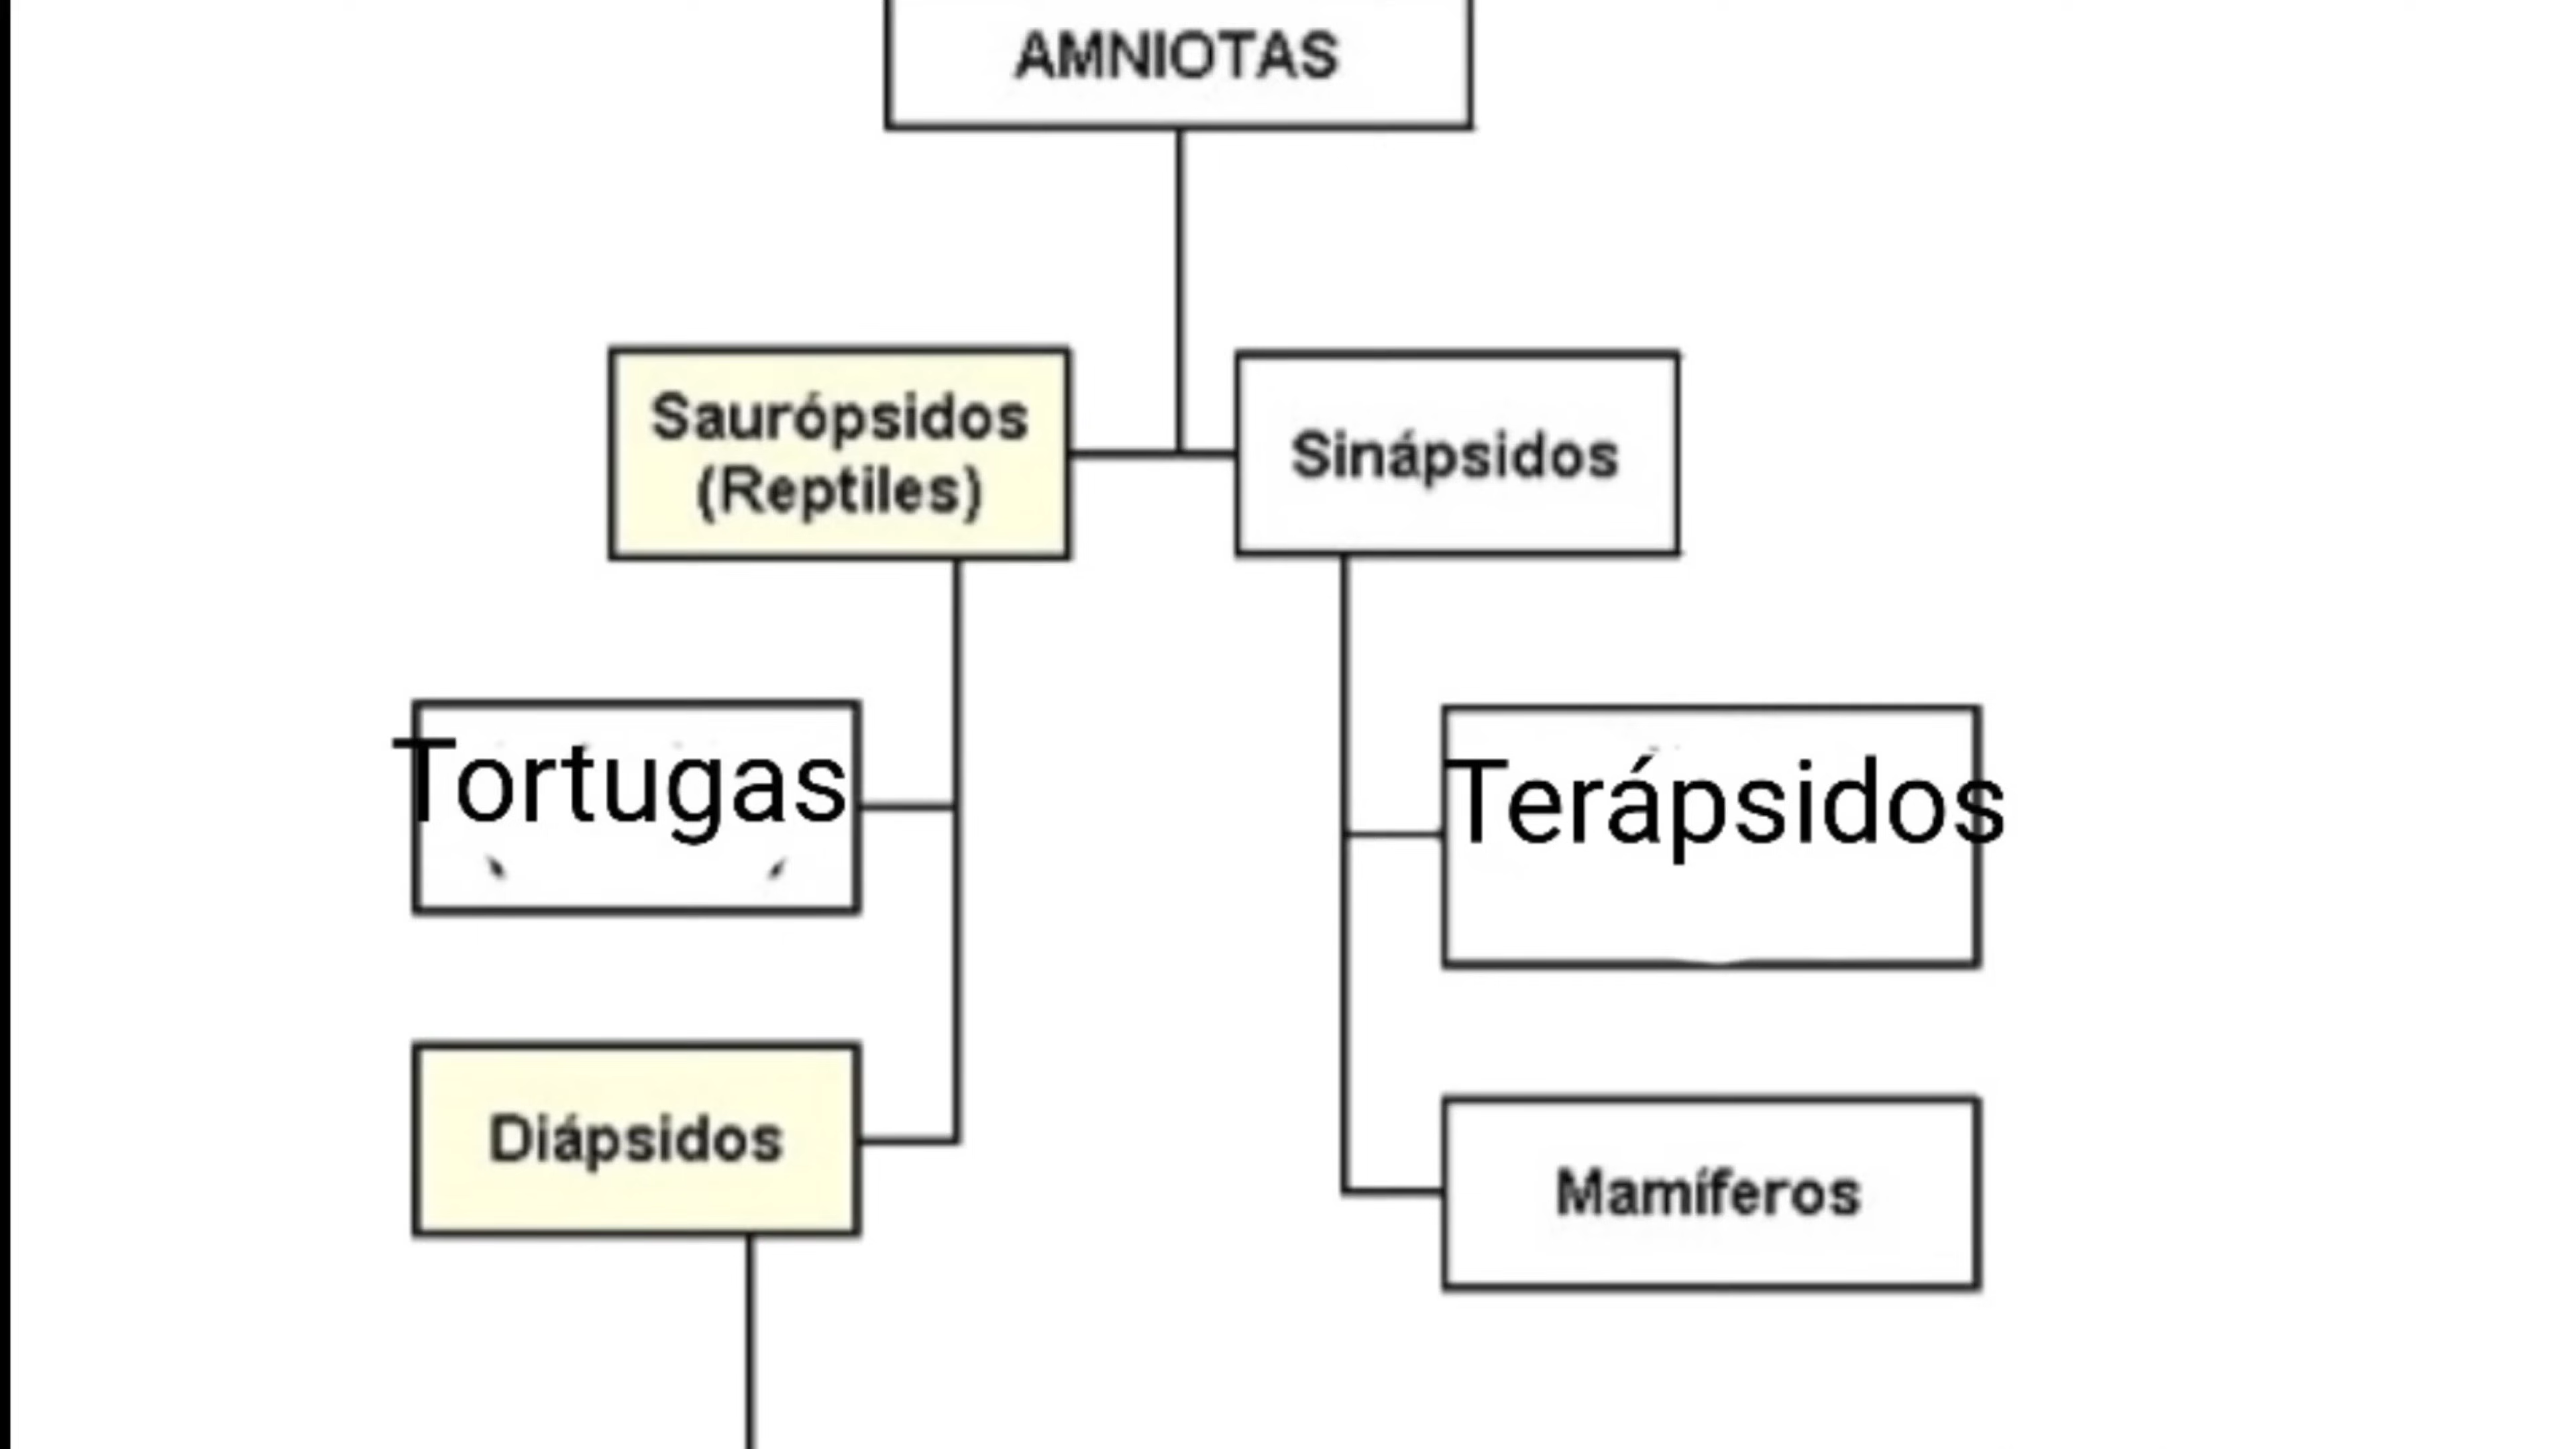 AMNIOTAS
Saurópsidos
(Reptiles)
Sinápsidos
Tortugas
Terápsidos
Diápsidos
Mamíferos